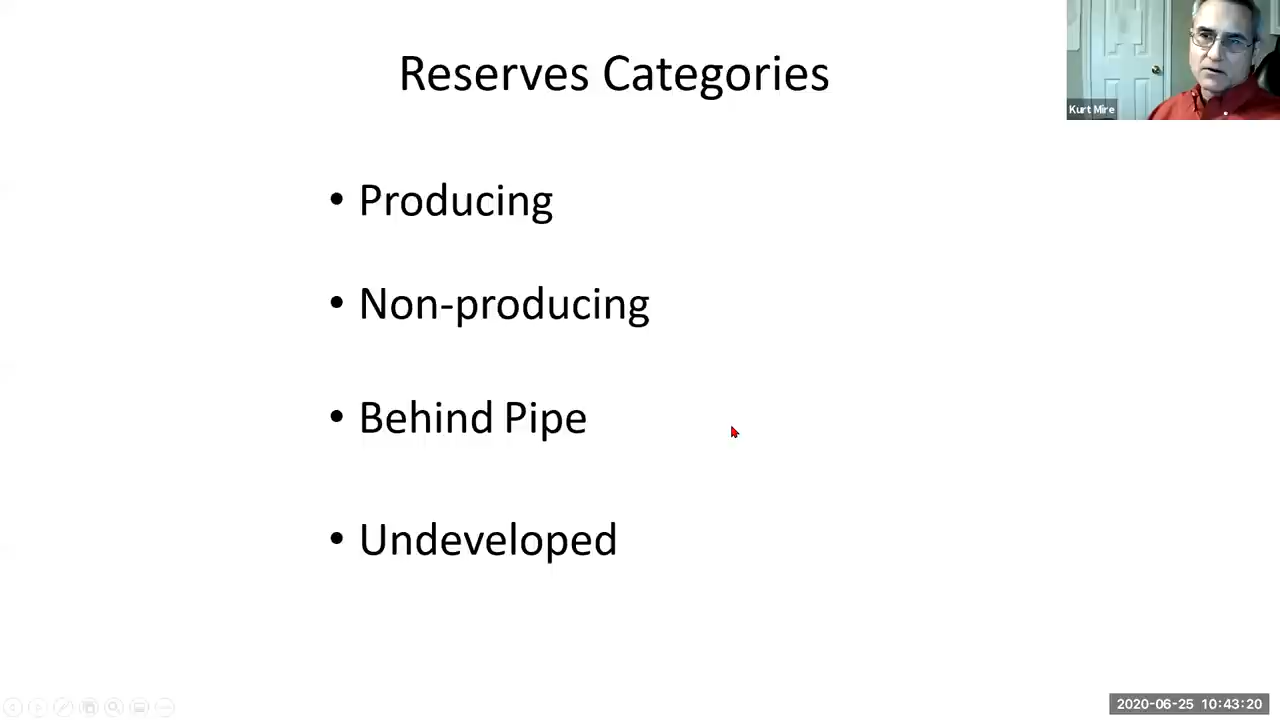 Reserves Categories
Kurt Mire
• Producing
• Non-producing
• Behind Pipe
• Undeveloped
2020-06-25 10:43:20